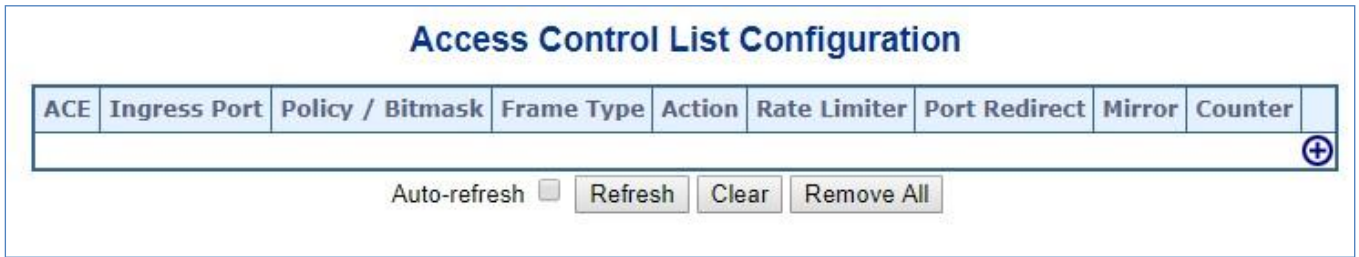 Access Control List Configuration
ACE Ingress Port Policy / Bitmask Frame Type Action Rate Limiter Port Redirect Mirror Counter
Auto-refresh Refresh Clear Remove All